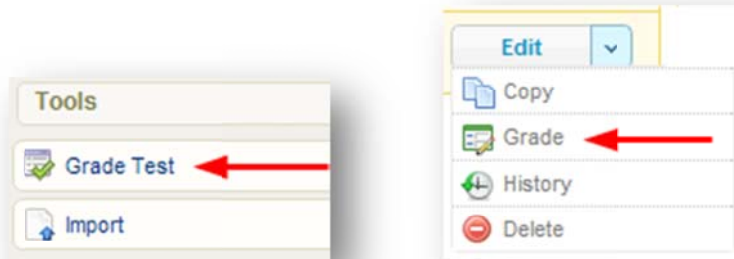 Tools
Grade Test
Import
Edit
Copy
Grade
History
Delete